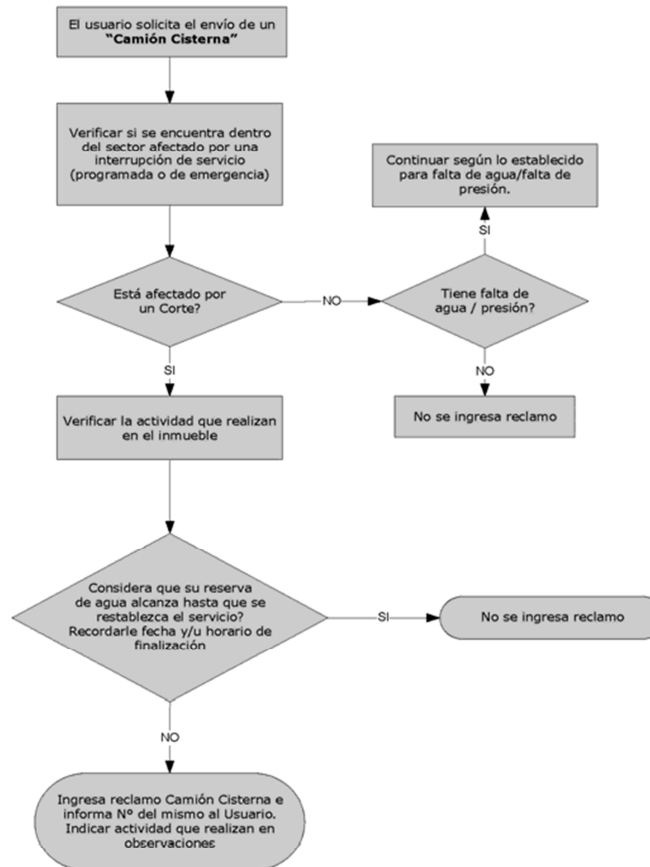 El usuario solicita el envío de un
"Camión Cisterna"
Verificar si se encuentra dentro
del sector afectado por una
interrupción de servicio
(programada o de emergencia)
Continuar según lo establecido
para falta de agua/falta de
presión.
SI
Está afectado por
un Corte?
NO
Tiene falta de
agua / presión?
SI
NO
Verificar la actividad que realizan
en el inmueble
No se ingresa reclamo
Considera que su reserva
de agua alcanza hasta que se
restablezca el servicio?
Recordarle fecha y/u horario de
finalización
SI
No se ingresa reclamo
NO
Ingresa reclamo Camión Cisterna e
informa Nº del mismo al Usuario.
Indicar actividad que realizan en
observaciones